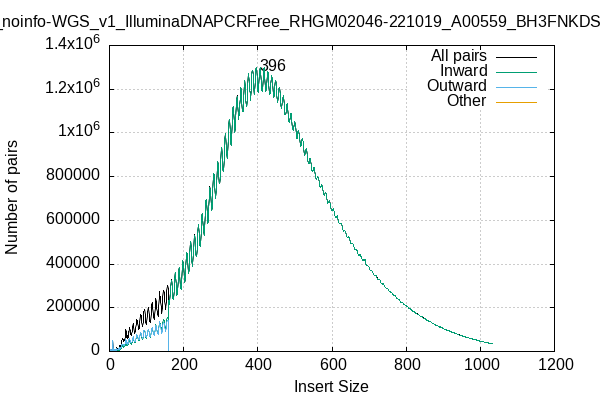 _noinfo-WGS_v1_IlluminaDNAPCRFree_RHGM02046-221019_A00559_BH3FNKDS
1.4x10^6
1.2x10^6
1x10^6
800000
600000
400000
200000
0
Number of pairs
396
All pairs
Inward
Outward
Other
0 200 400 600 800 1000 1200
Insert Size